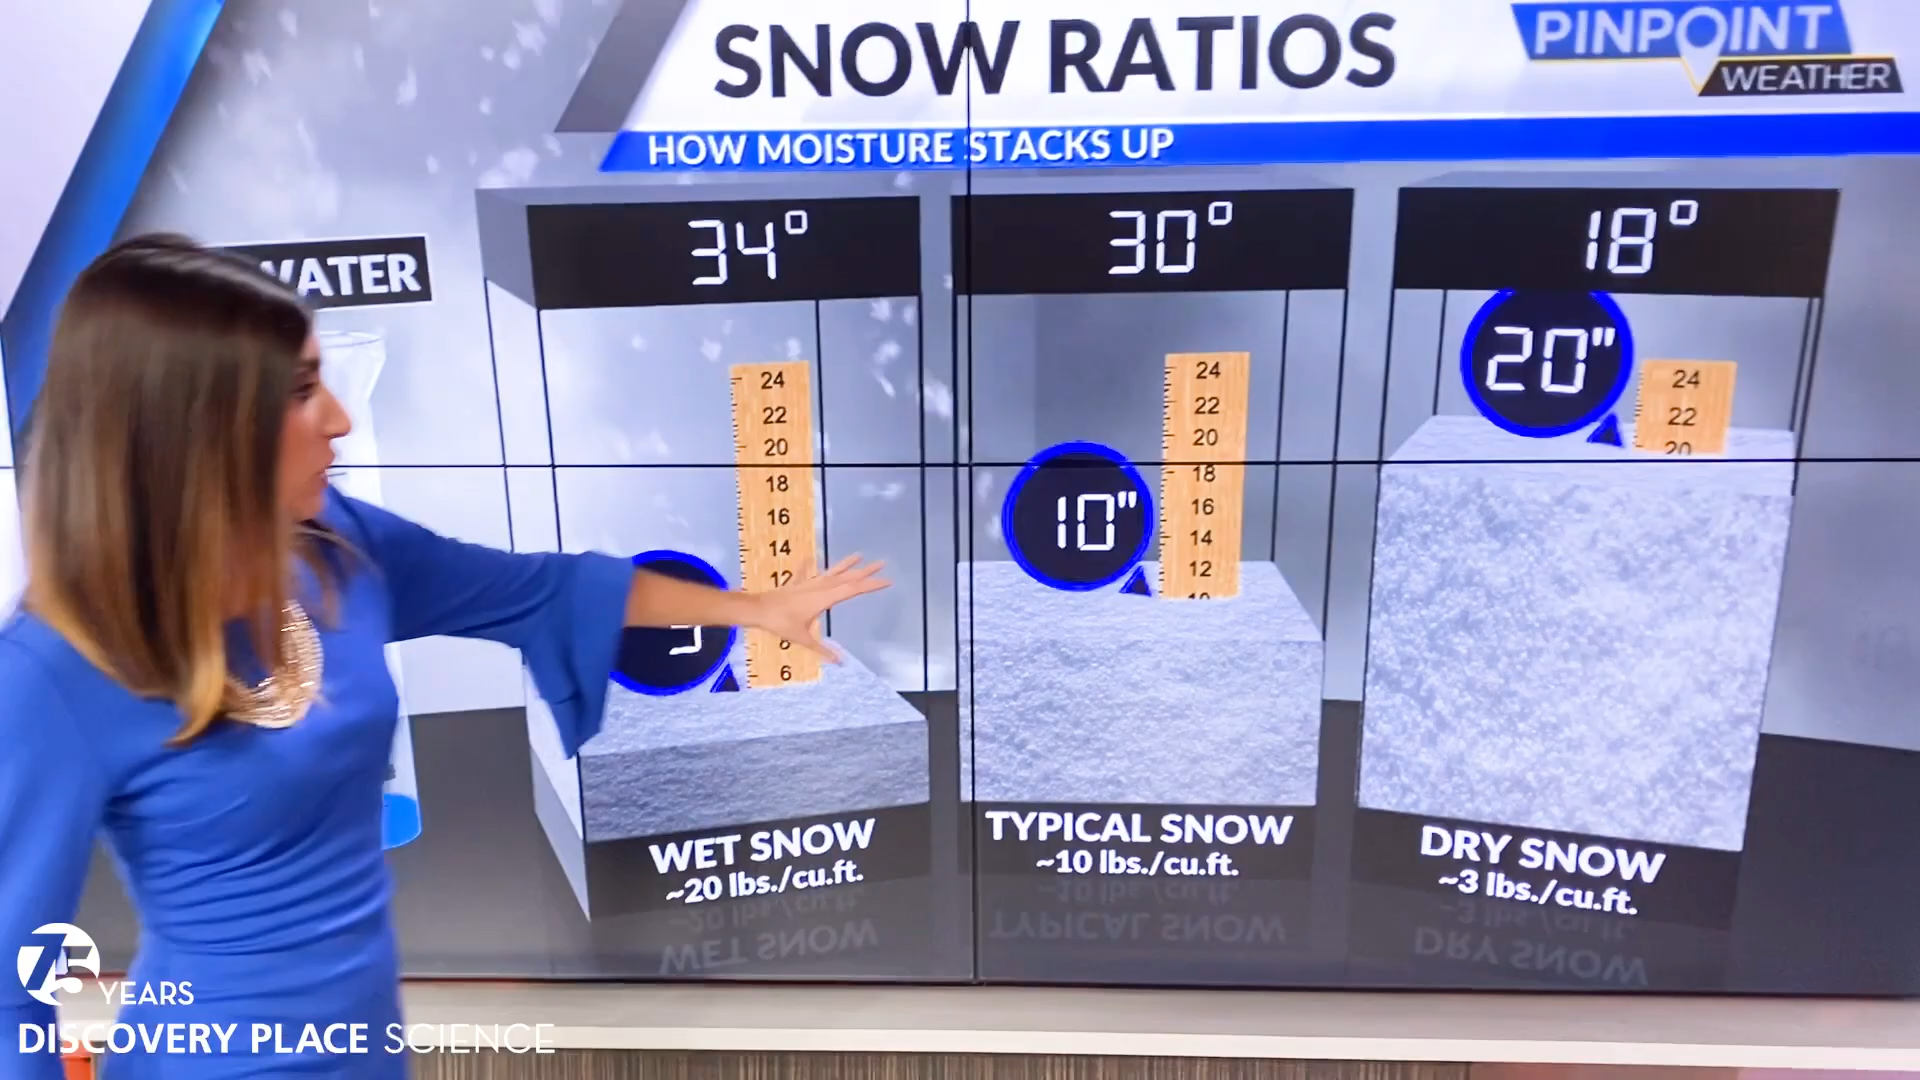 SNOW RATIOS
PINPOINT
WEATHER
HOW MOISTURE STACKS UP
WATER
34°
30°
18°
24
22
20
18
16
14
12
8
6
24
22
20
18
16
14
12
10
10"
20"
24
22
20
WET SNOW
~20 lbs./cu.ft.
TYPICAL SNOW
~10 lbs./cu.ft.
DRY SNOW
~3 lbs./cu.ft.
75
YEARS
DISCOVERY PLACE SCIENCE